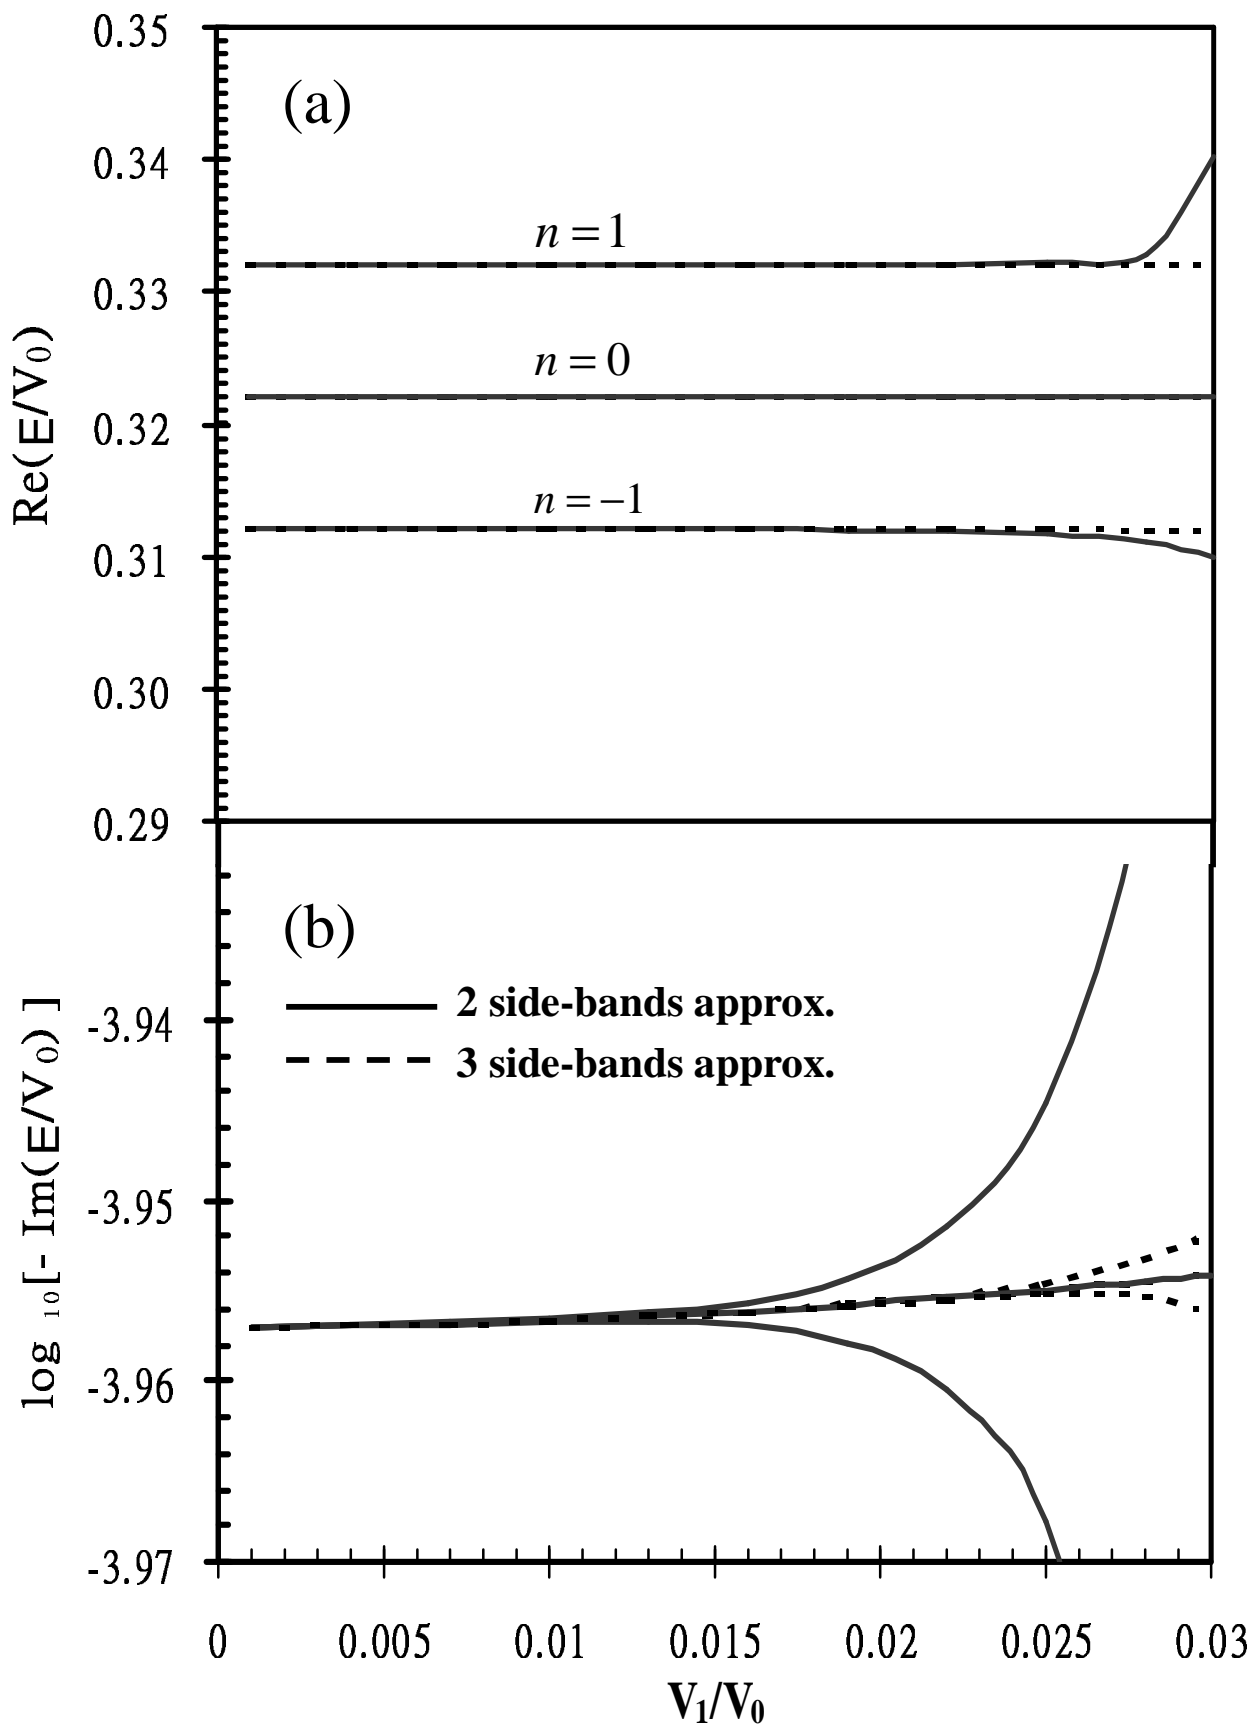 0.35
(a)
0.34
n = 1
0.33
n = 0
0.32
n = −1
0.31
0.30
0.29
Re(E/V0)
(b)
2 side-bands approx.
3 side-bands approx.
-3.94
-3.95
-3.96
-3.97
log 10[- Im(E/V0) ]
0 0.005 0.01 0.015 0.02 0.025 0.03
V1/V0